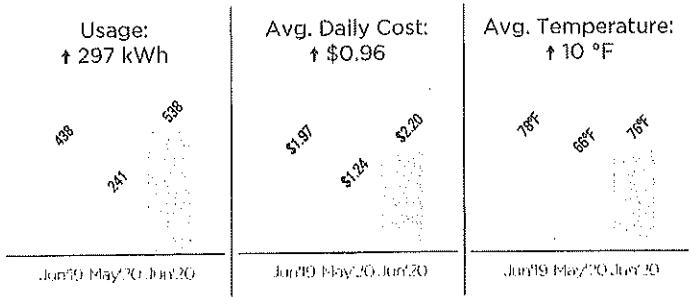 Usage:
↑ 297 kWh
438
241
538
Jun'19 May'20 Jun'20
Avg. Daily Cost:
↑ $0.96
$1.97
$1.24
$2.20
Jun'19 May'20 Jun'20
Avg. Temperature:
↑ 10 °F
78°F
66°F
76°F
Jun'19 May'20 Jun'20